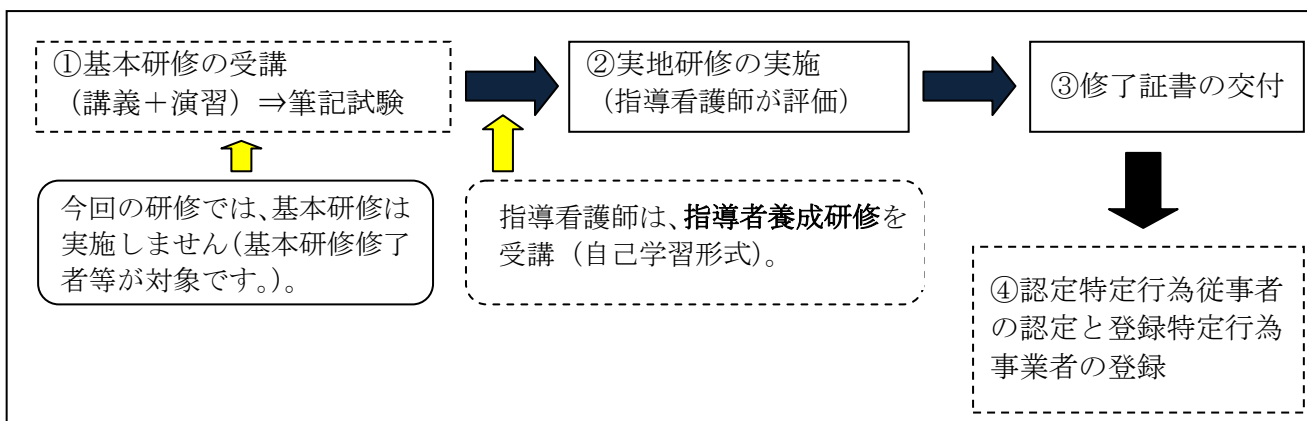 ①基本研修の受講
(講義＋演習)⇒筆記試験
②実地研修の実施
(指導看護師が評価)
③修了証書の交付
今回の研修では、基本研修は
実施しません(基本研修修了
者等が対象です。)。
指導看護師は、指導者養成研修を
受講(自己学習形式)。
④認定特定行為従事者
の認定と登録特定行為
事業者の登録